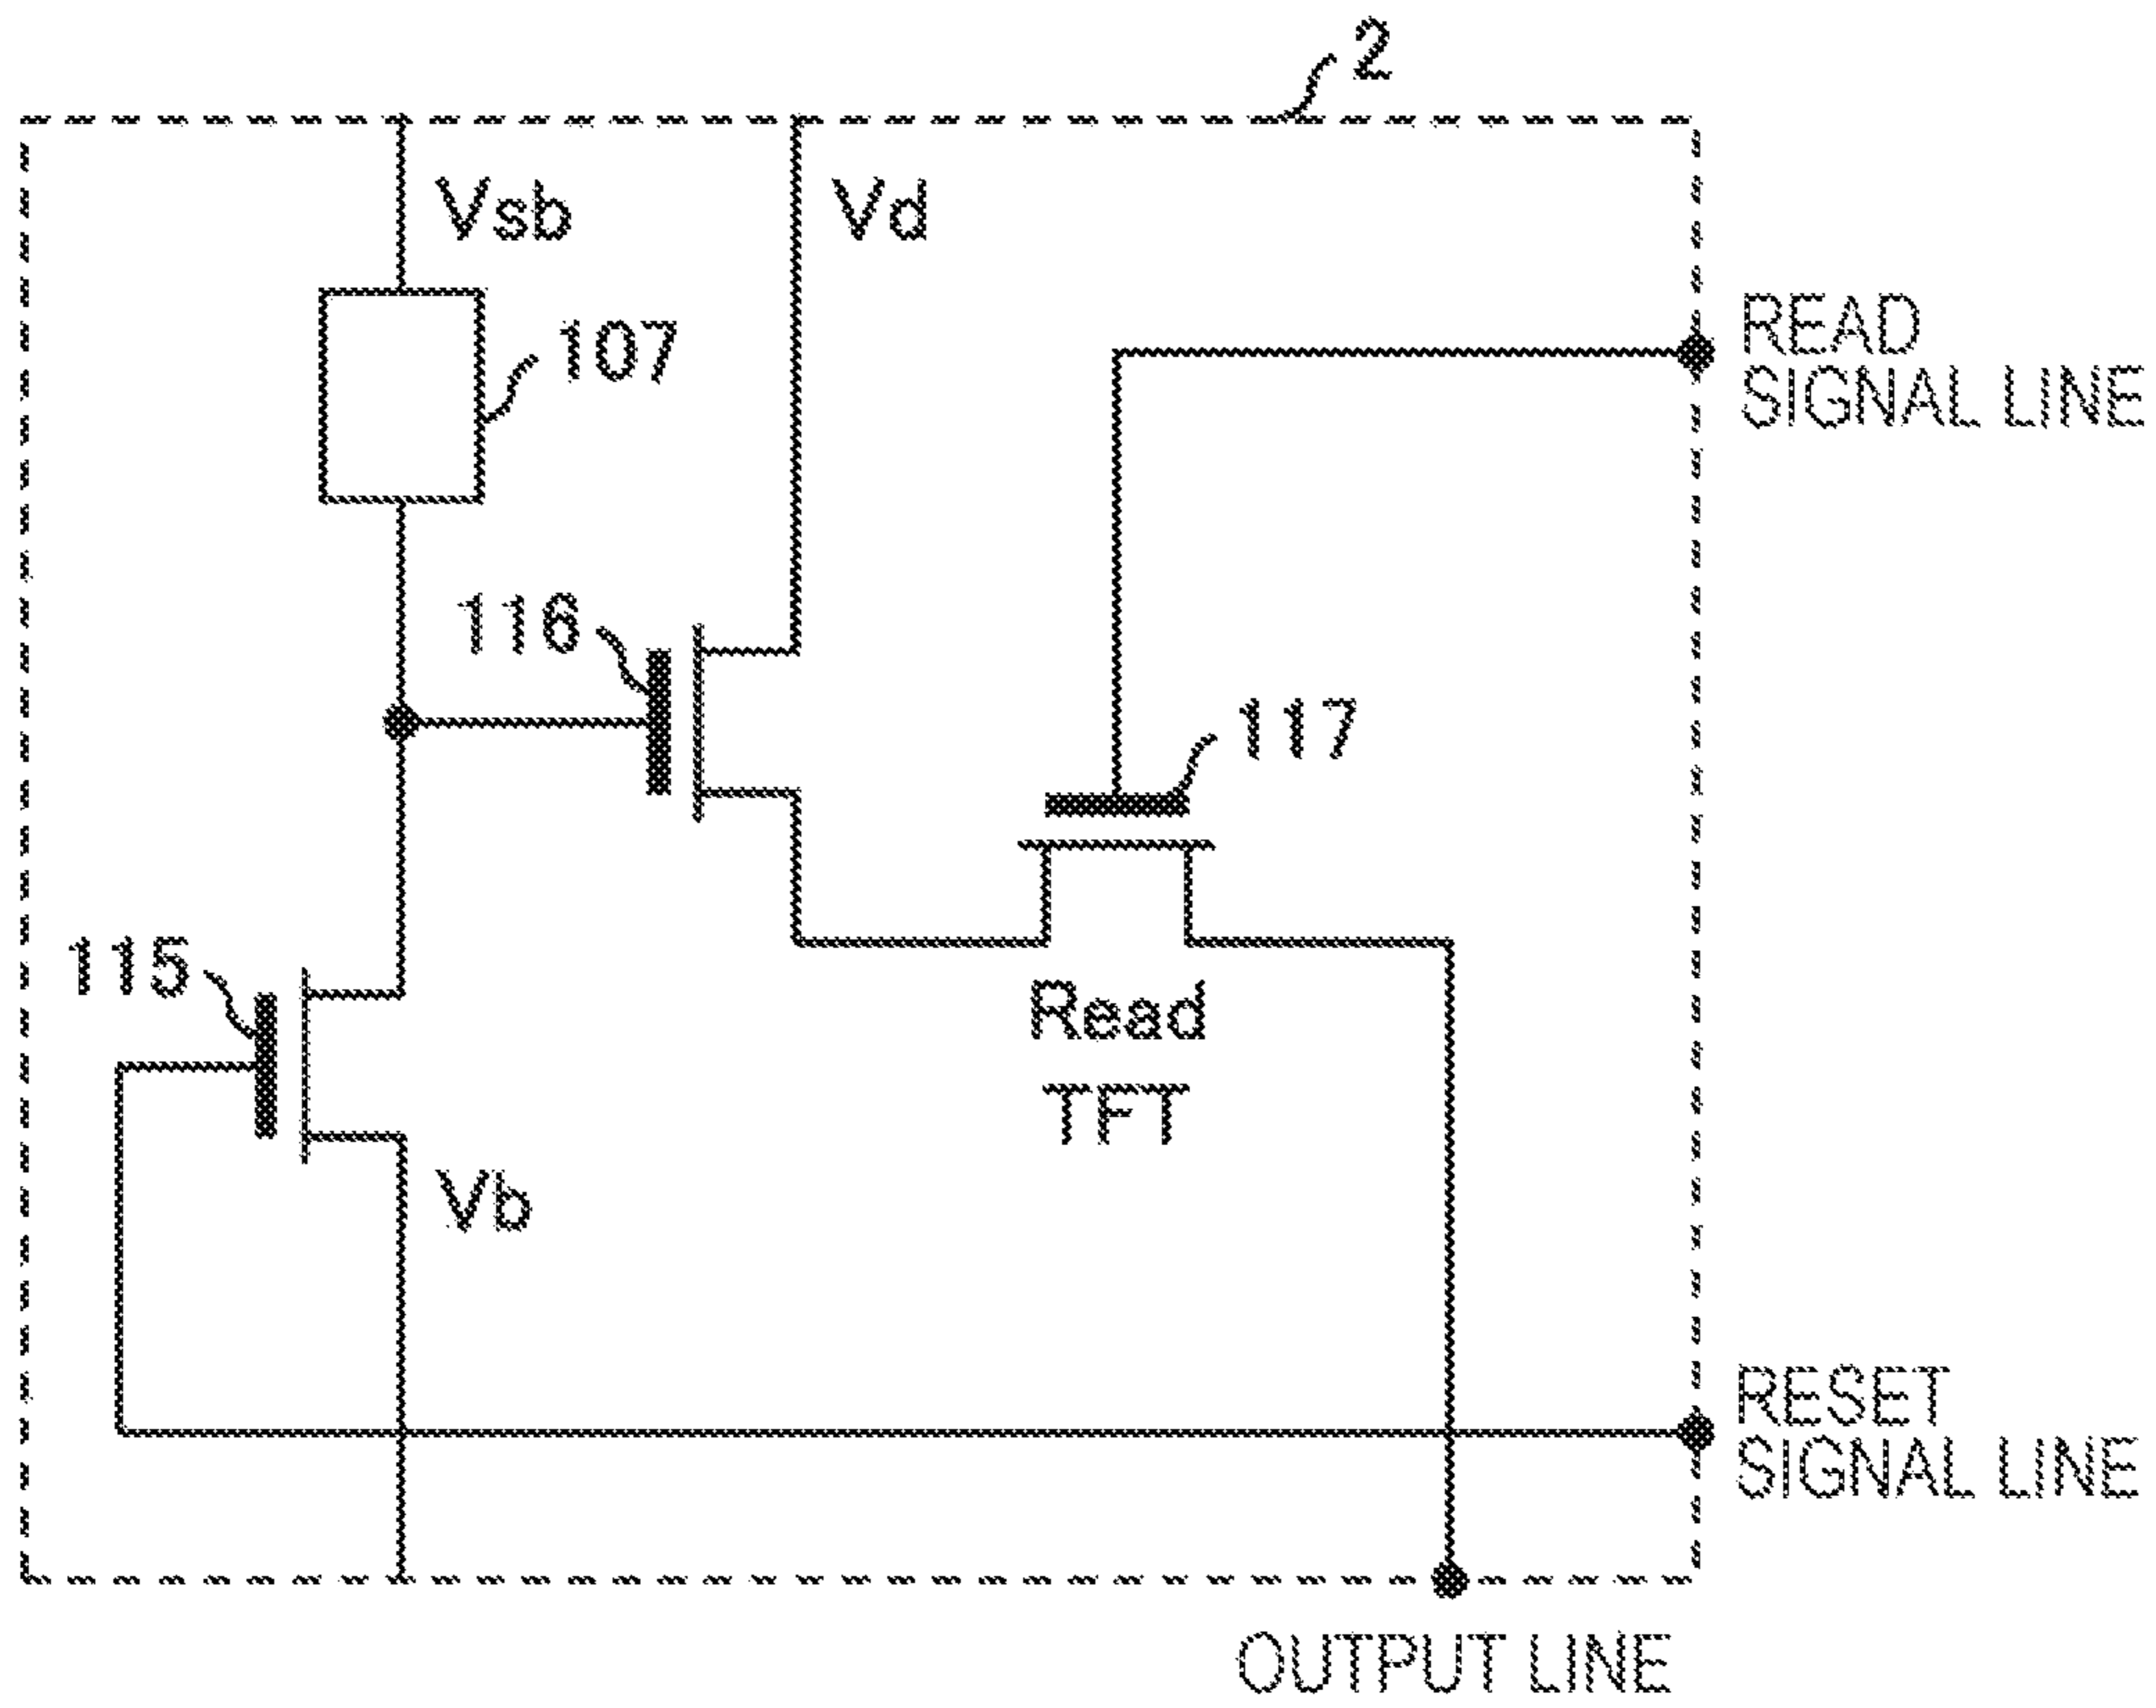 2
Vsb
Vd
READ
SIGNAL LINE
107
116
117
115
Read
TFT
Vb
RESET
SIGNAL LINE
OUTPUT LINE